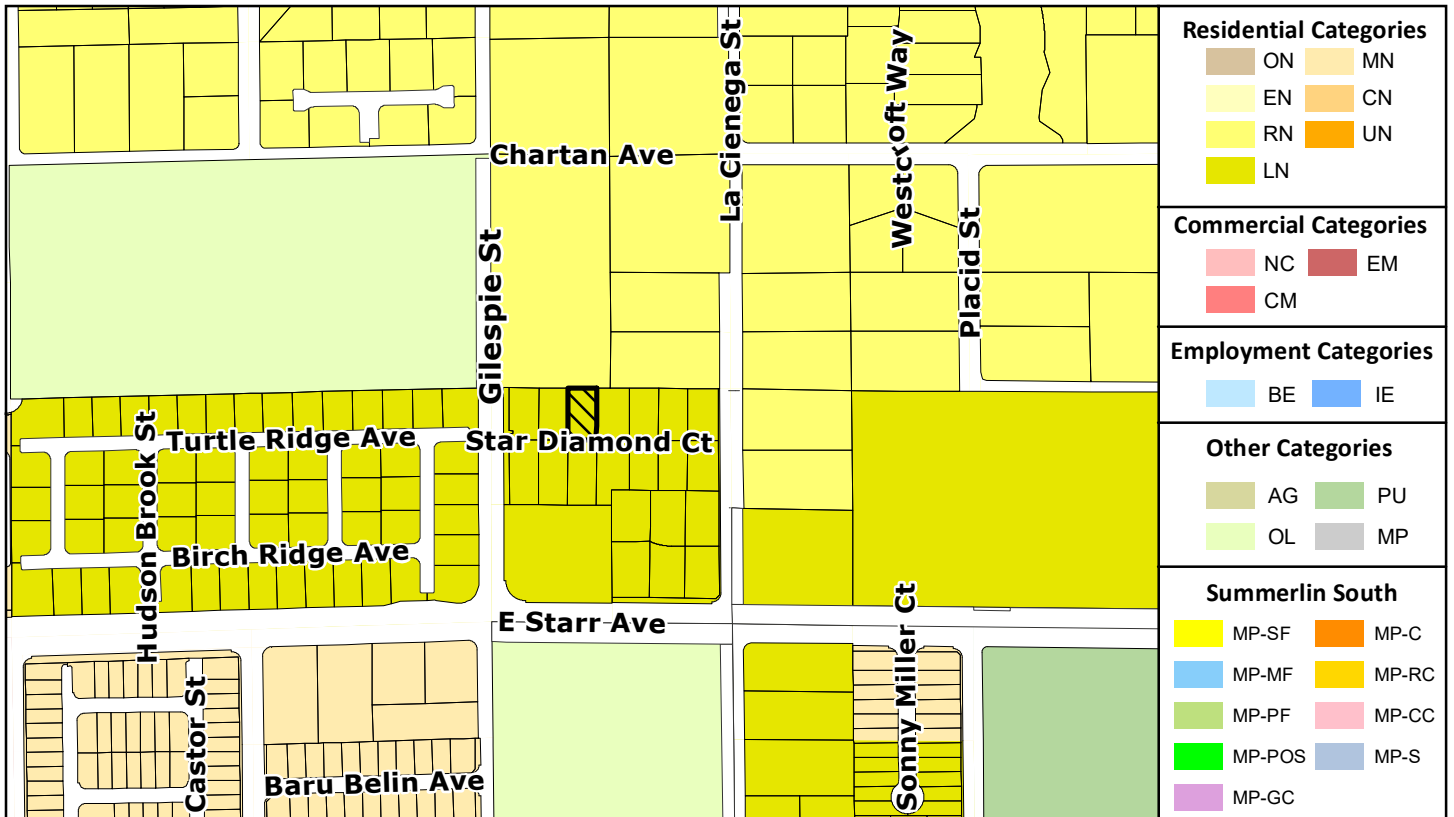 Chartan Ave
La Cienega St
Westcroft Way
Gilespie St
Placid St
Turtle Ridge Ave
Star Diamond Ct
Hudson Brook St
Birch Ridge Ave
E Starr Ave
Castor St
Baru Belin Ave
Sonny Miller Ct
Residential Categories
ON MN
EN CN
RN UN
LN
Commercial Categories
NC EM
CM
Employment Categories
BE IE
Other Categories
AG PU
OL MP
Summerlin South
MP-SF MP-C
MP-MF MP-RC
MP-PF MP-CC
MP-POS MP-S
MP-GC